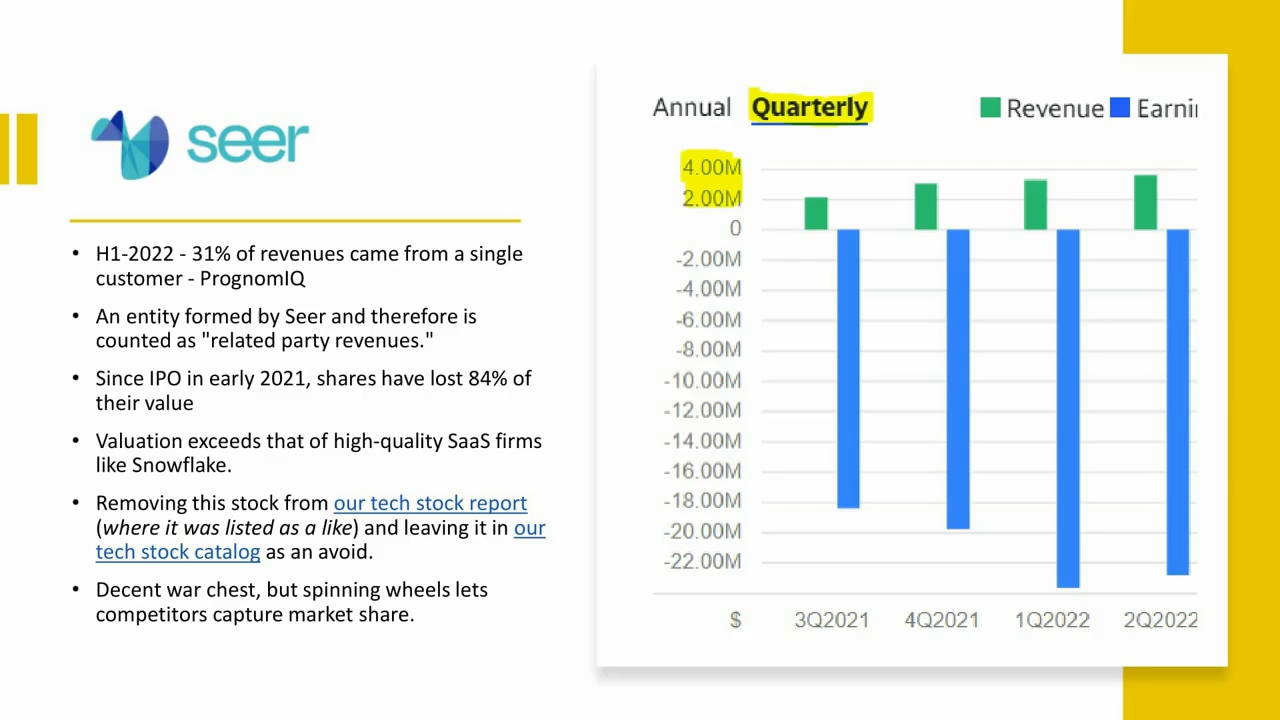 seer
• H1-2022 - 31% of revenues came from a single
customer - PrognomIQ
• An entity formed by Seer and therefore is
counted as "related party revenues."
• Since IPO in early 2021, shares have lost 84% of
their value
• Valuation exceeds that of high-quality SaaS firms
like Snowflake.
• Removing this stock from our tech stock report
(where it was listed as a like) and leaving it in our
tech stock catalog as an avoid.
• Decent war chest, but spinning wheels lets
competitors capture market share.
Annual Quarterly Revenue Earnin
4.00M
2.00M
0
-2.00M
-4.00M
-6.00M
-8.00M
-10.00M
-12.00M
-14.00M
-16.00M
-18.00M
-20.00M
-22.00M
$ 3Q2021 4Q2021 1Q2022 2Q2022